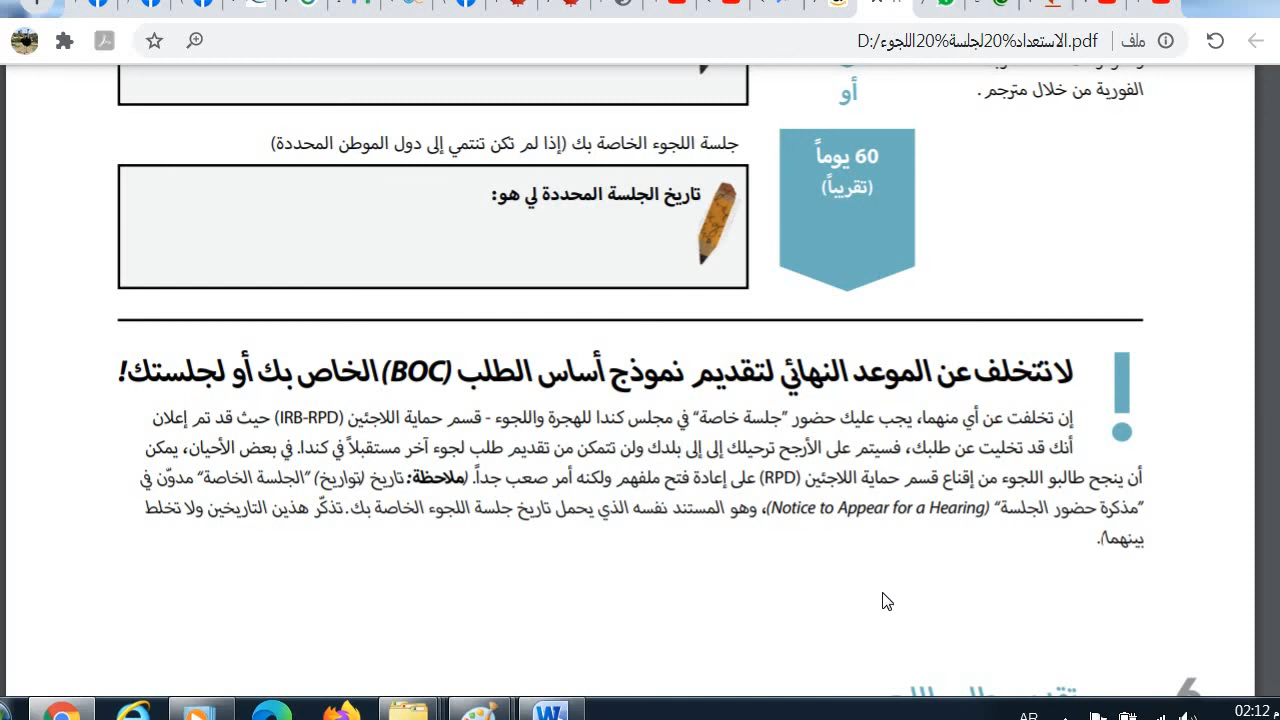 D:/الاستعداد%20لجلسة%20اللجوء.pdf
ملف
الفورية من خلال مترجم .
أو
جلسة اللجوء الخاصة بك (إذا لم تكن تنتمي إلى دول الموطن المحددة)
60 يوماً
(تقريباً)
تاريخ الجلسة المحددة لي هو:
!
لا تتخلف عن الموعد النهائي لتقديم نموذج أساس الطلب (BOC) الخاص بك أو لجلستك!
إن تخلفت عن أي منهما، يجب عليك حضور "جلسة خاصة" في مجلس كندا للهجرة واللجوء - قسم حماية اللاجئين (IRB-RPD) حيث قد تم إعلان
أنك قد تخليت عن طلبك، فسيتم على الأرجح ترحيلك إلى إلى بلدك ولن تتمكن من تقديم طلب لجوء آخر مستقبلاً في كندا. في بعض الأحيان، يمكن
أن ينجح طالبو اللجوء من إقناع قسم حماية اللاجئين (RPD) على إعادة فتح ملفهم ولكنه أمر صعب جداً. (ملاحظة: تاريخ (تواريخ) "الجلسة الخاصة" مدوّن في
"مذكرة حضور الجلسة" (Notice to Appear for a Hearing)، وهو المستند نفسه الذي يحمل تاريخ جلسة اللجوء الخاصة بك. تذكّر هذين التاريخين ولا تخلط
بينهما).
AR
02:12